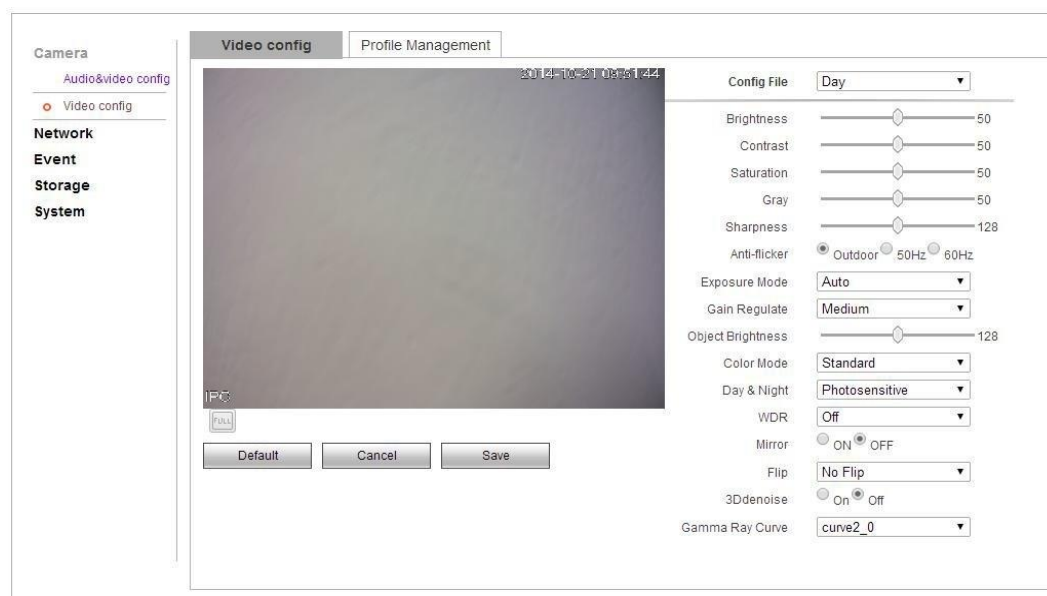 Camera
Audio&video config
Video config
Network
Event
Storage
System
Video config
Profile Management
2014-10-21 09:51:44
IPC
FULL
Default
Cancel
Save
Config File
Day
Brightness
50
Contrast
50
Saturation
50
Gray
50
Sharpness
128
Anti-flicker
Outdoor 50Hz 60Hz
Exposure Mode
Auto
Gain Regulate
Medium
Object Brightness
128
Color Mode
Standard
Day & Night
Photosensitive
WDR
Off
Mirror
ON OFF
Flip
No Flip
3Ddenoise
On Off
Gamma Ray Curve
curve2_0